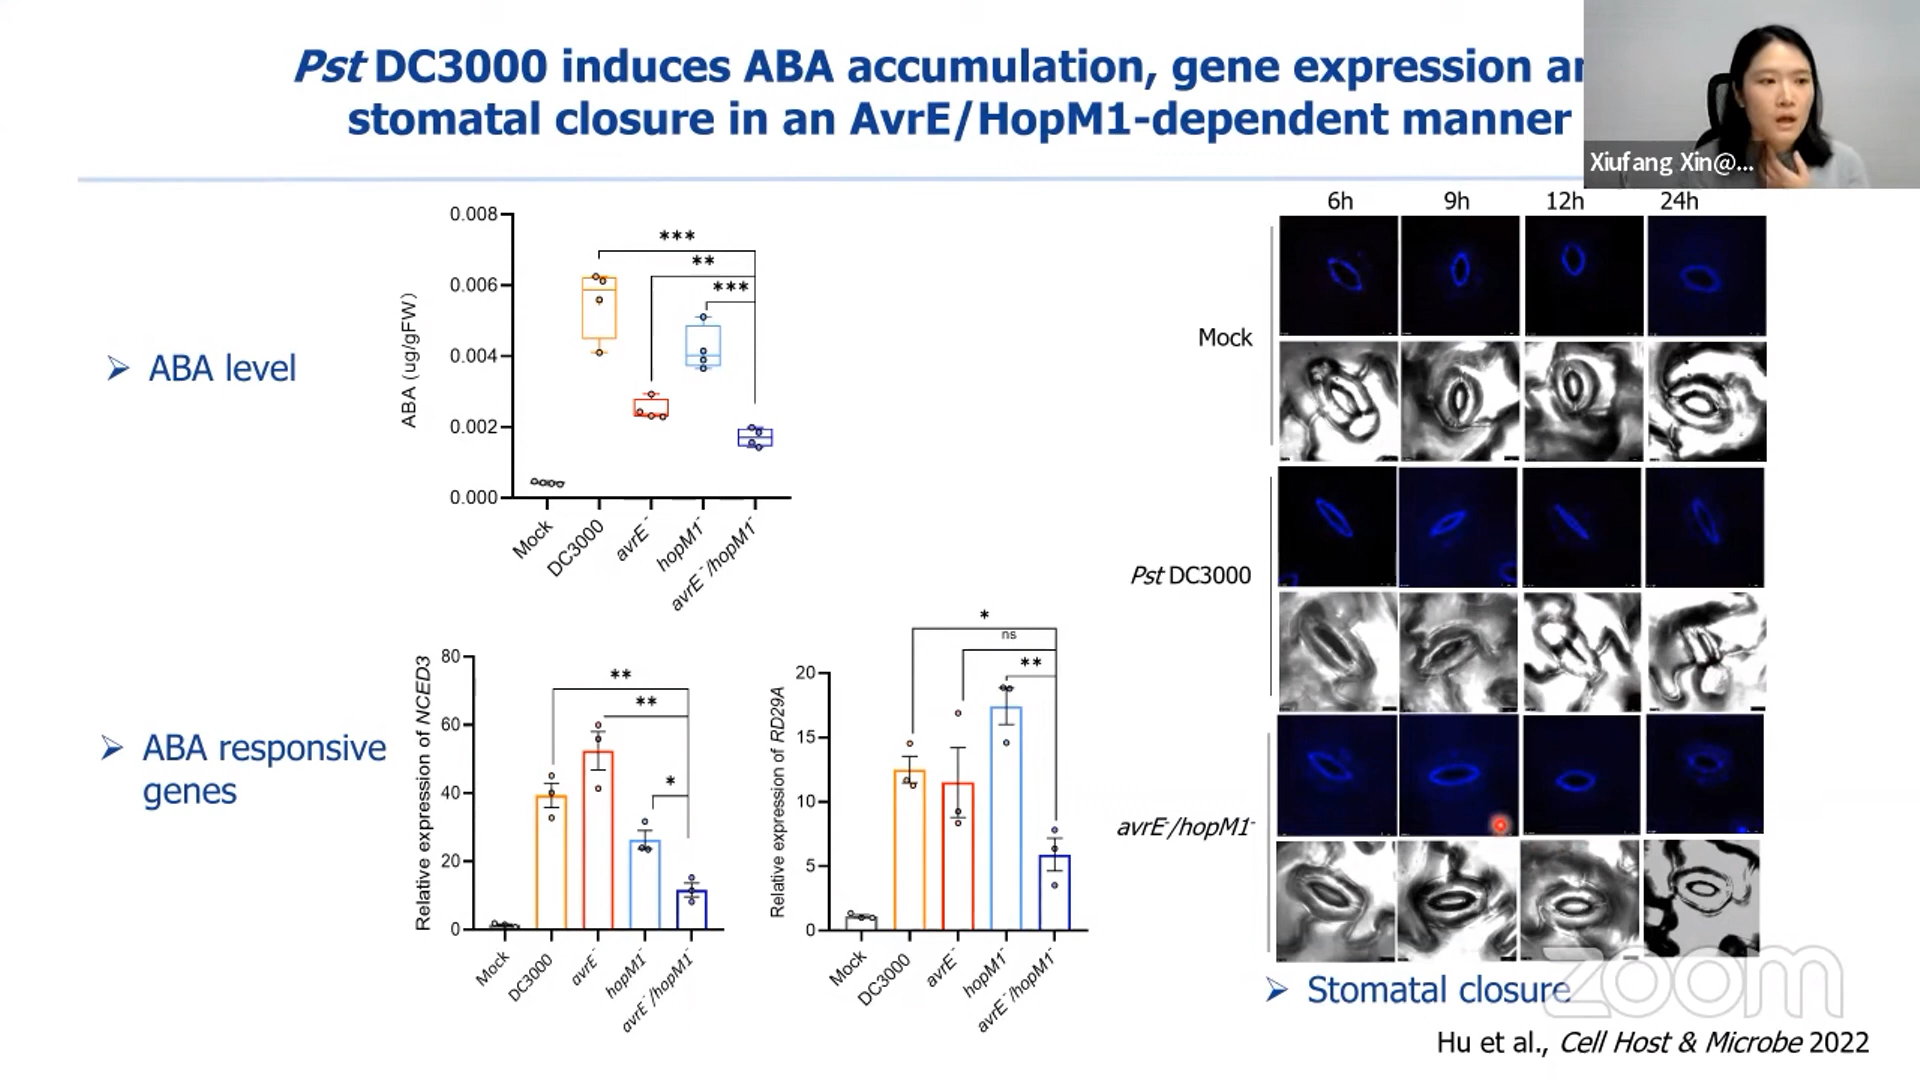 Pst DC3000 induces ABA accumulation, gene expression an
stomatal closure in an AvrE/HopM1-dependent manner
Xiufang Xin@...
➢ ABA level
ABA (ug/gFW)
0.008
0.006
0.004
0.002
0.000
***
**
***
Mock
DC3000
avrE⁻
hopM1⁻
avrE⁻/hopM1⁻
➢ ABA responsive
genes
Relative expression of NCED3
80
60
40
20
0
**
**
*
Mock
DC3000
avrE⁻
hopM1⁻
avrE⁻/hopM1⁻
Relative expression of RD29A
20
15
10
5
0
*
ns
**
Mock
DC3000
avrE⁻
hopM1⁻
avrE⁻/hopM1⁻
6h 9h 12h 24h
Mock
Pst DC3000
avrE⁻/hopM1⁻
➢ Stomatal closure
zoom
Hu et al., Cell Host & Microbe 2022